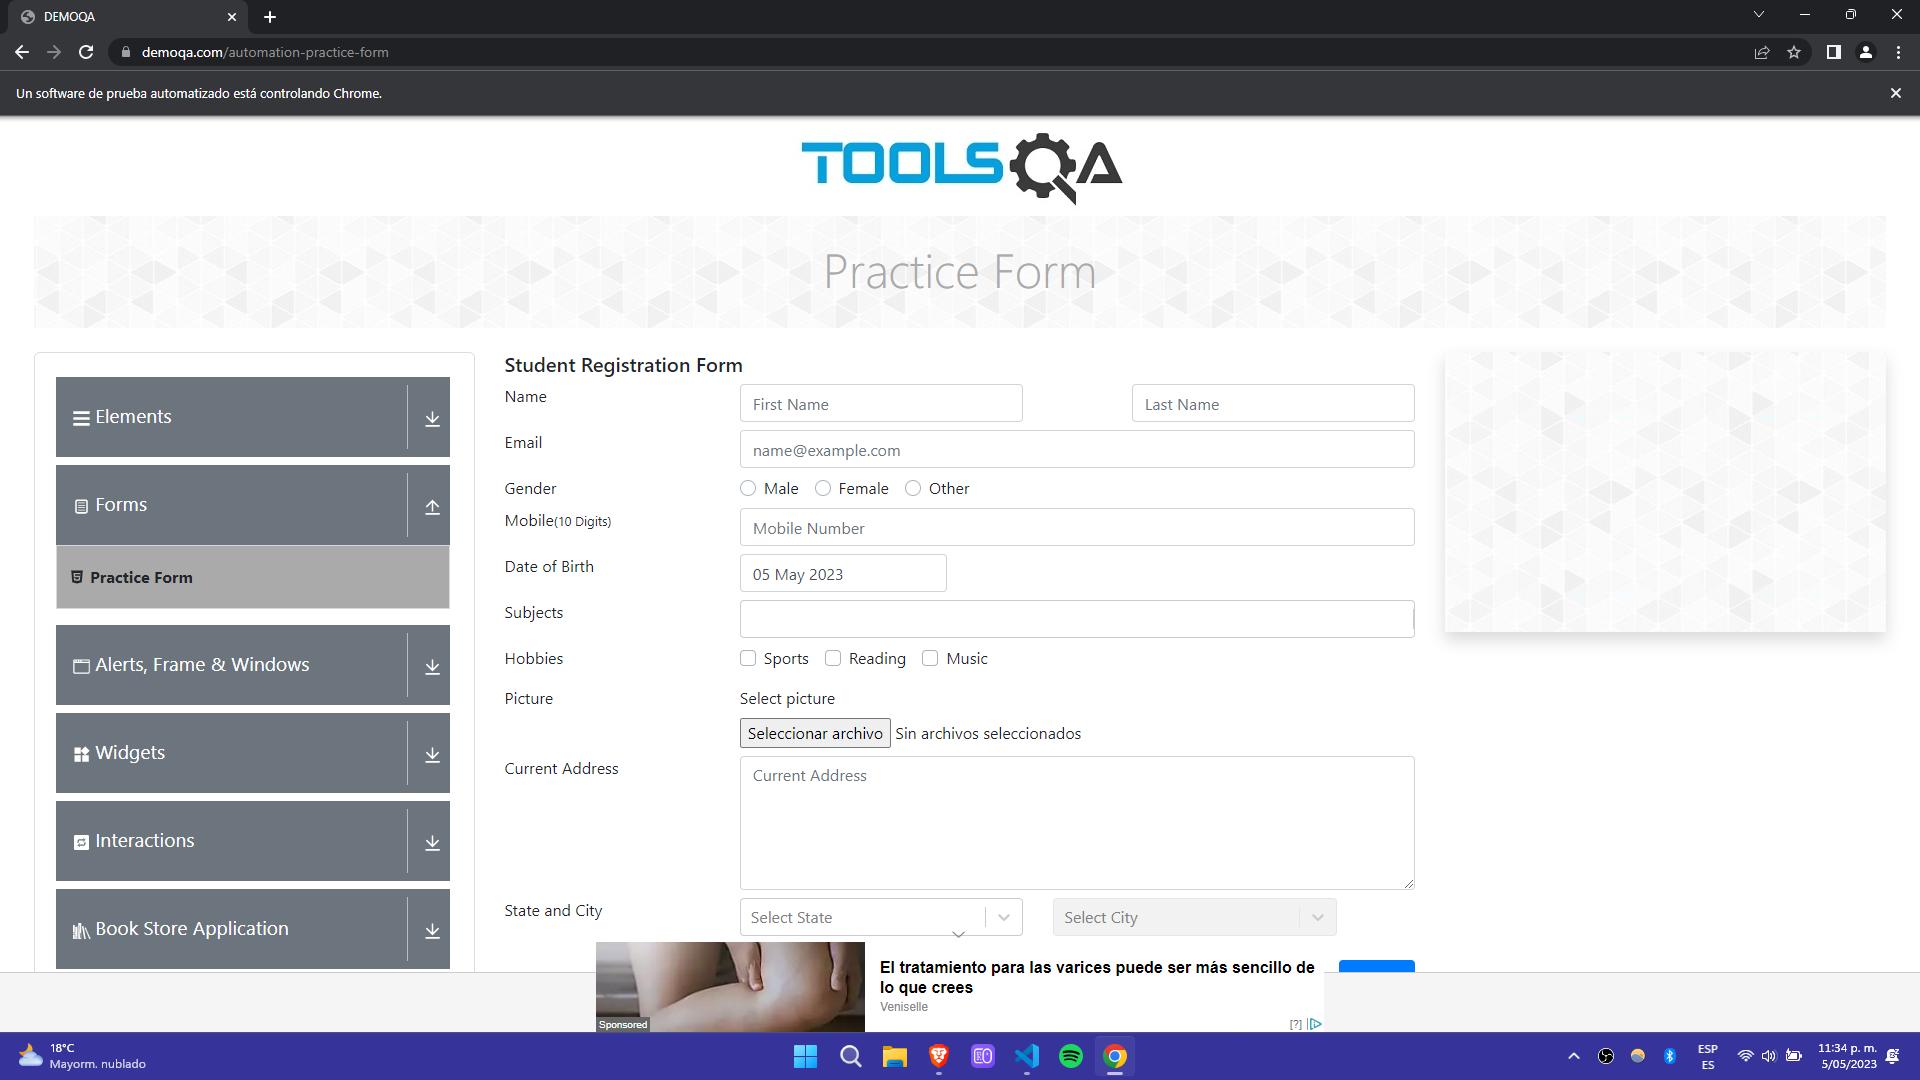 DEMOQA
demoqa.com/automation-practice-form
Un software de prueba automatizado está controlando Chrome.
TOOLSQA
Practice Form
Student Registration Form
Name
First Name
Last Name
Elements
Email
name@example.com
Gender
Male
Female
Other
Forms
Mobile(10 Digits)
Mobile Number
Date of Birth
05 May 2023
Practice Form
Subjects
Hobbies
Sports
Reading
Music
Alerts, Frame & Windows
Picture
Select picture
Seleccionar archivo
Sin archivos seleccionados
Widgets
Current Address
Current Address
Interactions
State and City
Select State
Select City
Book Store Application
El tratamiento para las varices puede ser más sencillo de
lo que crees
Veniselle
Sponsored
[?]
18°C
Mayorm. nublado
ESP
ES
11:34 p. m.
5/05/2023